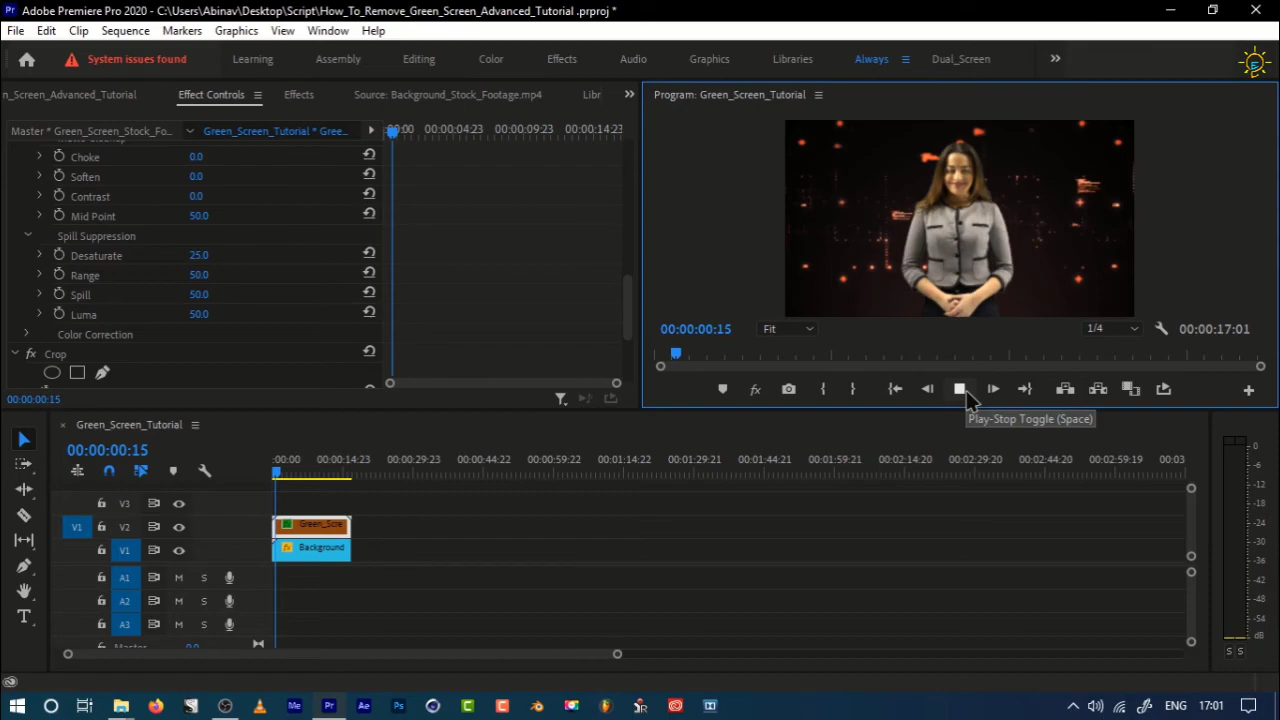 Pr Adobe Premiere Pro 2020 - C:\Users\Abinav\Desktop\Script\How_To_Remove_Green_Screen_Advanced_Tutorial .prproj *
File Edit Clip Sequence Markers Graphics View Window Help
System issues found Learning Assembly Editing Color Effects Audio Graphics Libraries Always Dual_Screen
n_Screen_Advanced_Tutorial Effect Controls Effects Source: Background_Stock_Footage.mp4 Libr
Program: Green_Screen_Tutorial
Master * Green_Screen_Stock_Fo... Green_Screen_Tutorial * Gree... :00:00 00:00:04:23 00:00:09:23 00:00:14:23
Choke 0.0
Soften 0.0
Contrast 0.0
Mid Point 50.0
Spill Suppression
Desaturate 25.0
Range 50.0
Spill 50.0
Luma 50.0
Color Correction
fx Crop
00:00:00:15
00:00:00:15 Fit 1/4 00:00:17:01
fx
Play-Stop Toggle (Space)
× Green_Screen_Tutorial
00:00:00:15
:00:00 00:00:14:23 00:00:29:23 00:00:44:22 00:00:59:22 00:01:14:22 00:01:29:21 00:01:44:21 00:01:59:21 00:02:14:20 00:02:29:20 00:02:44:20 00:02:59:19 00:03
V3
V1 V2 fx Green_Scre
V1 fx Background
A1 M S
A2 M S
A3 M S
Master 0.0
0
-6
-12
-18
-24
-30
-36
-42
-48
-54
dB
S S
Me Pr Ae Ps C C ENG 17:01